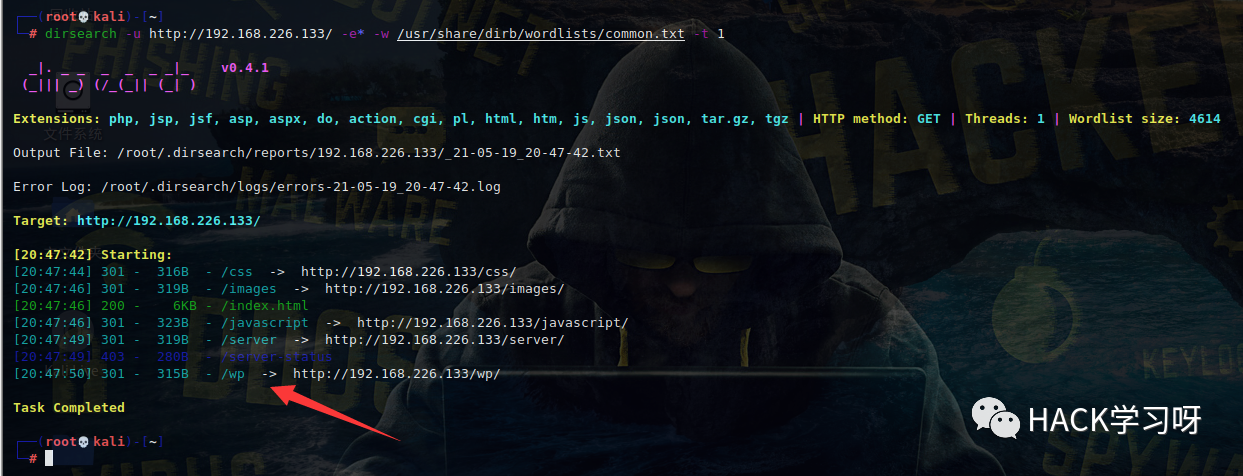 (root💀kali)-[~]
# dirsearch -u http://192.168.226.133/ -e* -w /usr/share/dirb/wordlists/common.txt -t 1
_|. _ _ _ _ _ _|_ v0.4.1
(_||| _) (/_(_|| (_| )
Extensions: php, jsp, jsf, asp, aspx, do, action, cgi, pl, html, htm, js, json, json, tar.gz, tgz | HTTP method: GET | Threads: 1 | Wordlist size: 4614
文件系统
Output File: /root/.dirsearch/reports/192.168.226.133/_21-05-19_20-47-42.txt
Error Log: /root/.dirsearch/logs/errors-21-05-19_20-47-42.log
Target: http://192.168.226.133/
[20:47:42] Starting:
[20:47:44] 301 - 316B - /css -> http://192.168.226.133/css/
[20:47:46] 301 - 319B - /images -> http://192.168.226.133/images/
[20:47:46] 200 - 6KB - /index.html
[20:47:46] 301 - 323B - /javascript -> http://192.168.226.133/javascript/
[20:47:49] 301 - 319B - /server -> http://192.168.226.133/server/
[20:47:49] 403 - 280B - /server-status
[20:47:50] 301 - 315B - /wp -> http://192.168.226.133/wp/
Task Completed
(root💀kali)-[~]
#
PHISHING
HACKER
MALWARE
HACK学习呀